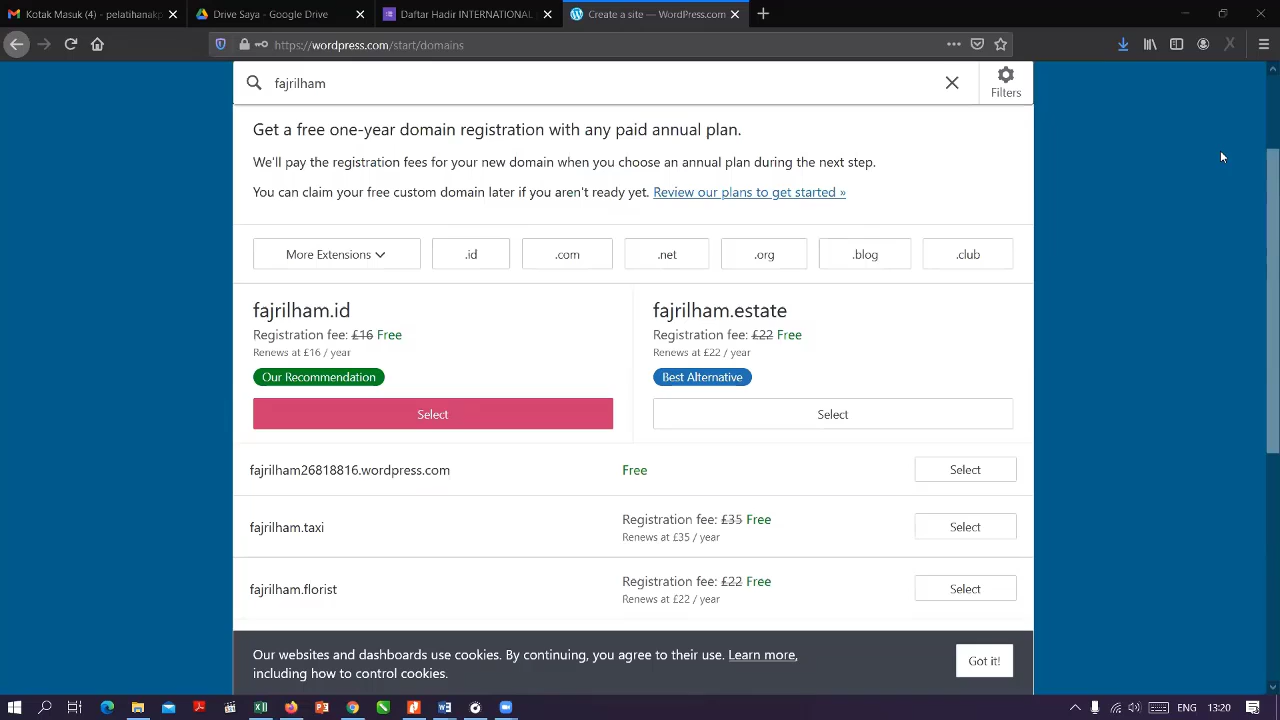 Kotak Masuk (4) - pelatihanakp
Drive Saya - Google Drive
Daftar Hadir INTERNATIONAL
Create a site — WordPress.com
https://wordpress.com/start/domains
fajrilham
Filters
Get a free one-year domain registration with any paid annual plan.
We'll pay the registration fees for your new domain when you choose an annual plan during the next step.
You can claim your free custom domain later if you aren't ready yet. Review our plans to get started »
More Extensions
.id
.com
.net
.org
.blog
.club
fajrilham.id
Registration fee: £16 Free
Renews at £16 / year
Our Recommendation
Select
fajrilham.estate
Registration fee: £22 Free
Renews at £22 / year
Best Alternative
Select
fajrilham26818816.wordpress.com
Free
Select
fajrilham.taxi
Registration fee: £35 Free
Renews at £35 / year
Select
fajrilham.florist
Registration fee: £22 Free
Renews at £22 / year
Select
Our websites and dashboards use cookies. By continuing, you agree to their use. Learn more,
including how to control cookies.
Got it!
ENG
13:20